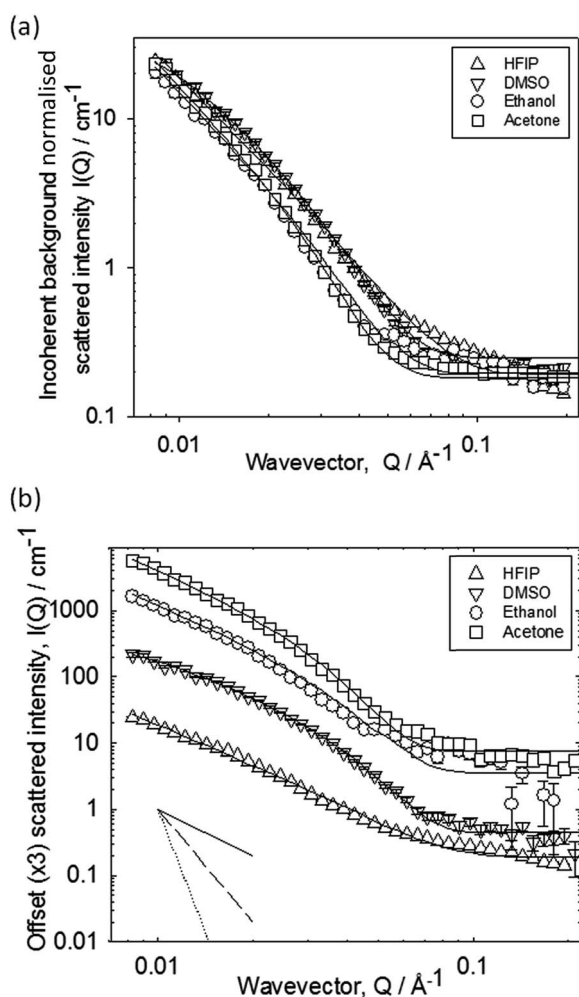 (a)
Incoherent background normalised
scattered intensity I(Q) / cm⁻¹
10
1
0.1
HFIP
DMSO
Ethanol
Acetone
0.01
0.1
Wavevector, Q / Å⁻¹
(b)
Offset (x3) scattered intensity, I(Q) / cm⁻¹
1000
100
10
1
0.1
0.01
HFIP
DMSO
Ethanol
Acetone
0.01
0.1
Wavevector, Q / Å⁻¹